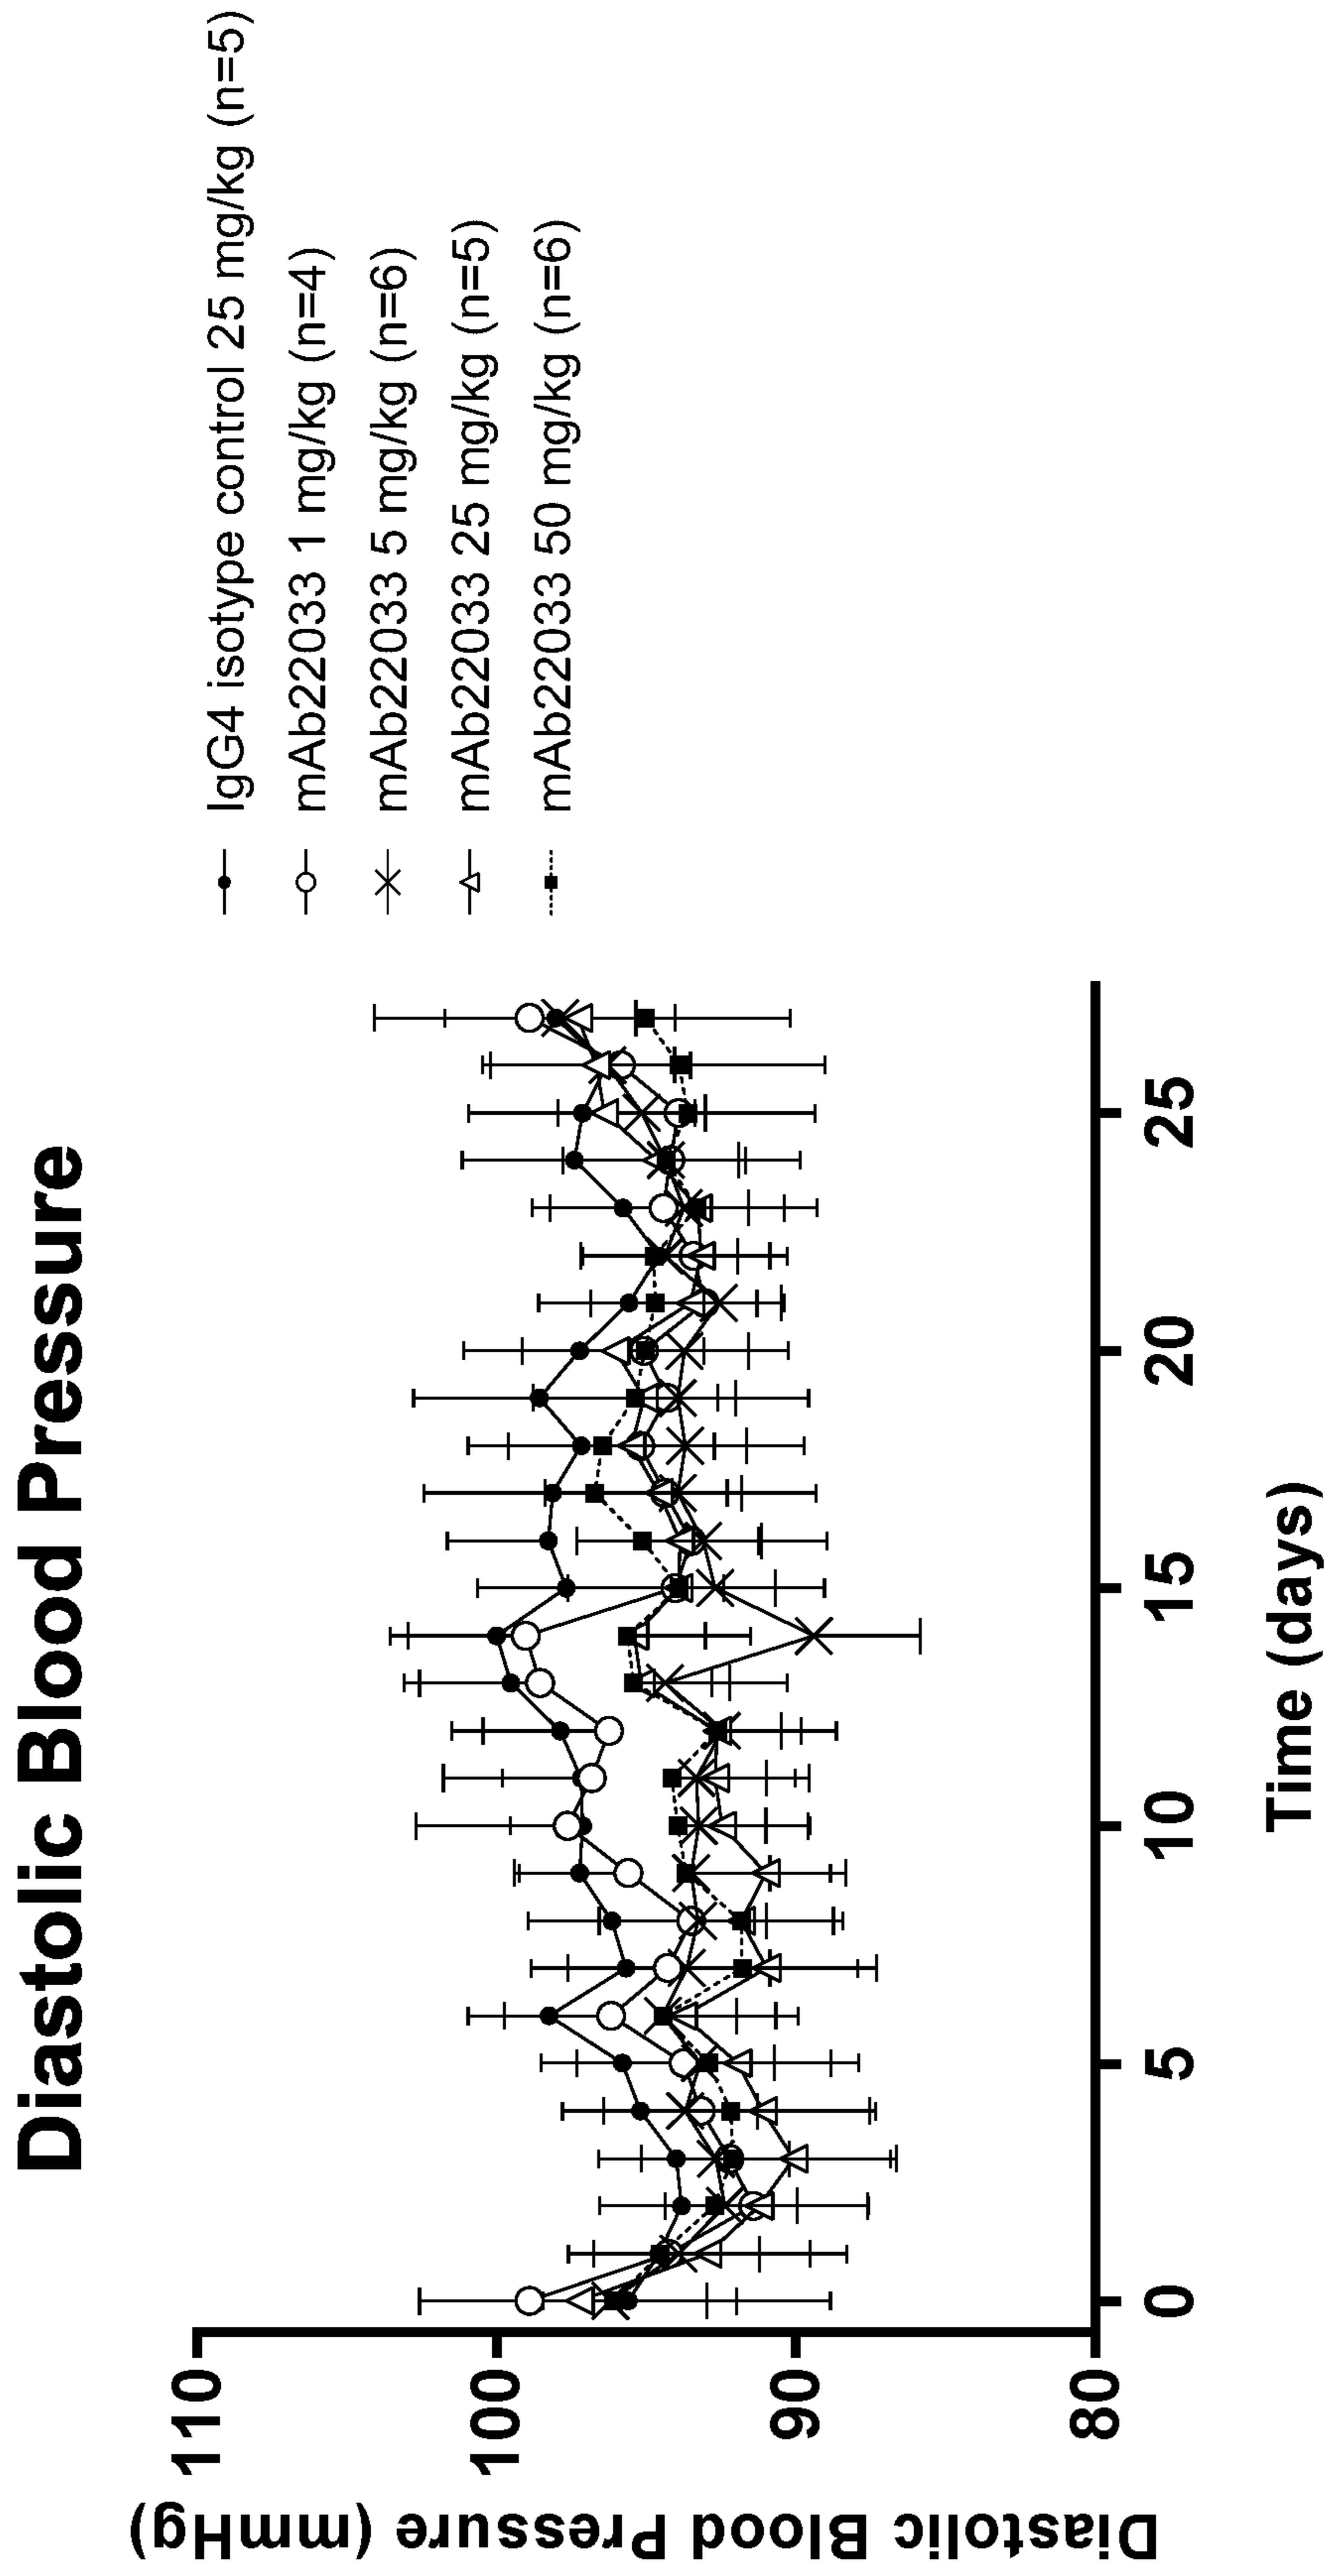 Diastolic Blood Pressure
Diastolic Blood Pressure (mmHg)
110
100
90
80
0
5
10
15
20
25
Time (days)
IgG4 isotype control 25 mg/kg (n=5)
mAb22033 1 mg/kg (n=4)
mAb22033 5 mg/kg (n=6)
mAb22033 25 mg/kg (n=5)
mAb22033 50 mg/kg (n=6)